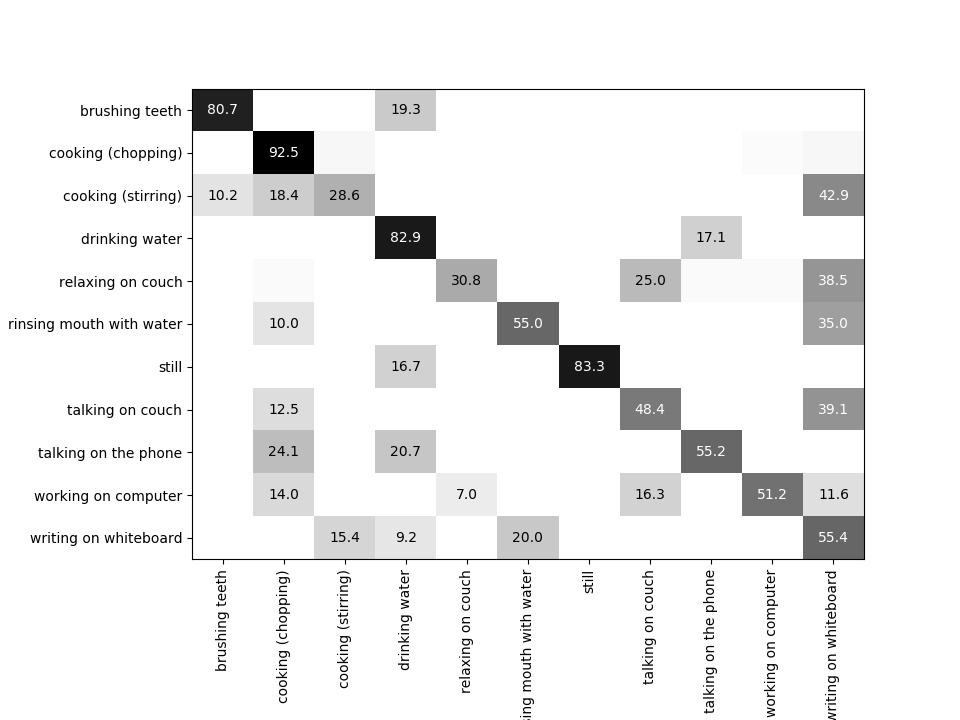 brushing teeth 80.7 19.3
cooking (chopping) 92.5
cooking (stirring) 10.2 18.4 28.6 42.9
drinking water 82.9 17.1
relaxing on couch 30.8 25.0 38.5
rinsing mouth with water 10.0 55.0 35.0
still 16.7 83.3
talking on couch 12.5 48.4 39.1
talking on the phone 24.1 20.7 55.2
working on computer 14.0 7.0 16.3 51.2 11.6
writing on whiteboard 15.4 9.2 20.0 55.4
brushing teeth
cooking (chopping)
cooking (stirring)
drinking water
relaxing on couch
sing mouth with water
still
talking on couch
talking on the phone
working on computer
writing on whiteboard